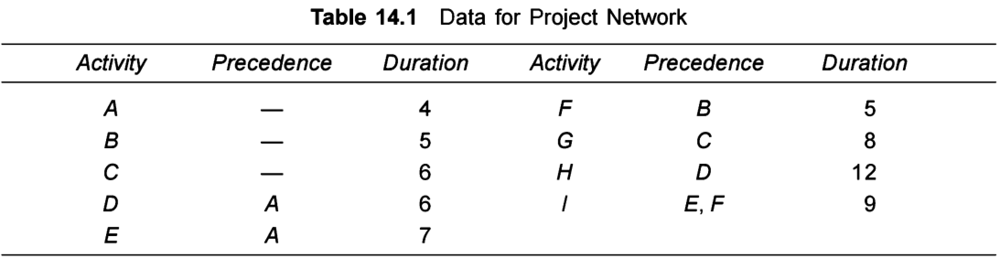 Table 14.1 Data for Project Network
Activity Precedence Duration Activity Precedence Duration
A — 4 F B 5
B — 5 G C 8
C — 6 H D 12
D A 6 I E, F 9
E A 7